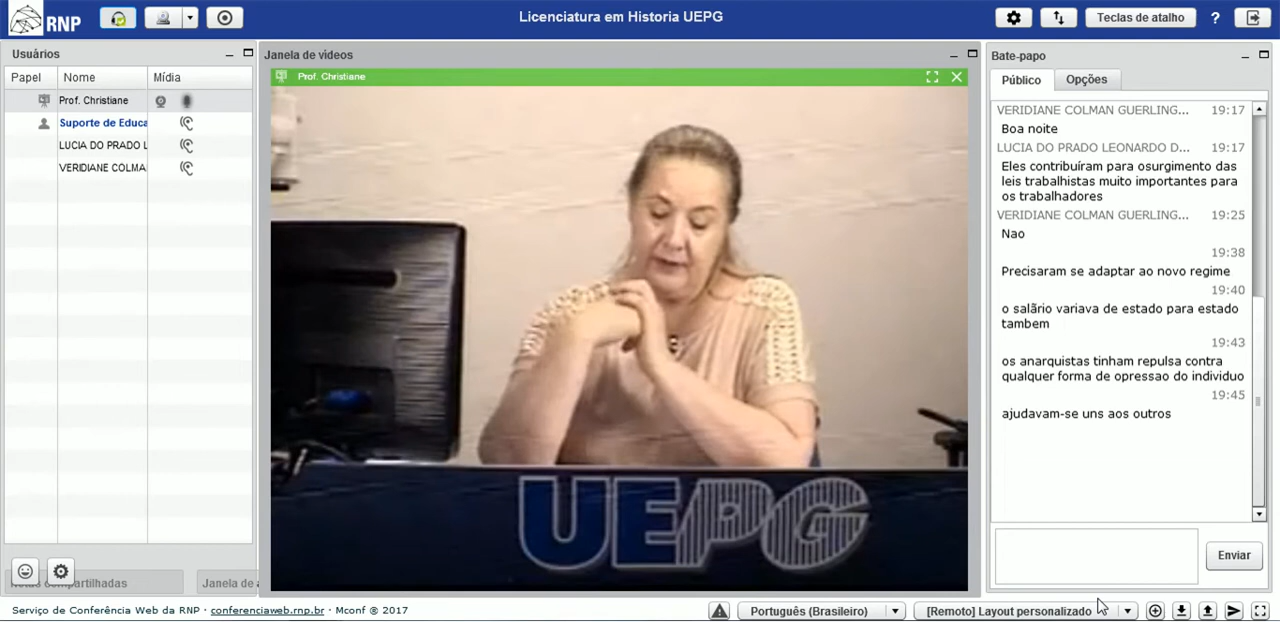 RNP
Licenciatura em Historia UEPG
Teclas de atalho
?
Usuários
Papel Nome Mídia
Prof. Christiane
Suporte de Educa
LUCIA DO PRADO L
VERIDIANE COLMA
Janela de videos
Prof. Christiane
UEPG
Bate-papo
Público Opções
VERIDIANE COLMAN GUERLING... 19:17
Boa noite
LUCIA DO PRADO LEONARDO D... 19:17
Eles contribuíram para osurgimento das
leis trabalhistas muito importantes para
os trabalhadores
VERIDIANE COLMAN GUERLING... 19:25
Nao
19:38
Precisaram se adaptar ao novo regime
19:40
o salãrio variava de estado para estado
tambem
19:43
os anarquistas tinham repulsa contra
qualquer forma de opressao do individuo
19:45
ajudavam-se uns aos outros
Enviar
Janela de
Serviço de Conferência Web da RNP · conferenciaweb.rnp.br · Mconf © 2017
Português (Brasileiro)
[Remoto] Layout personalizado